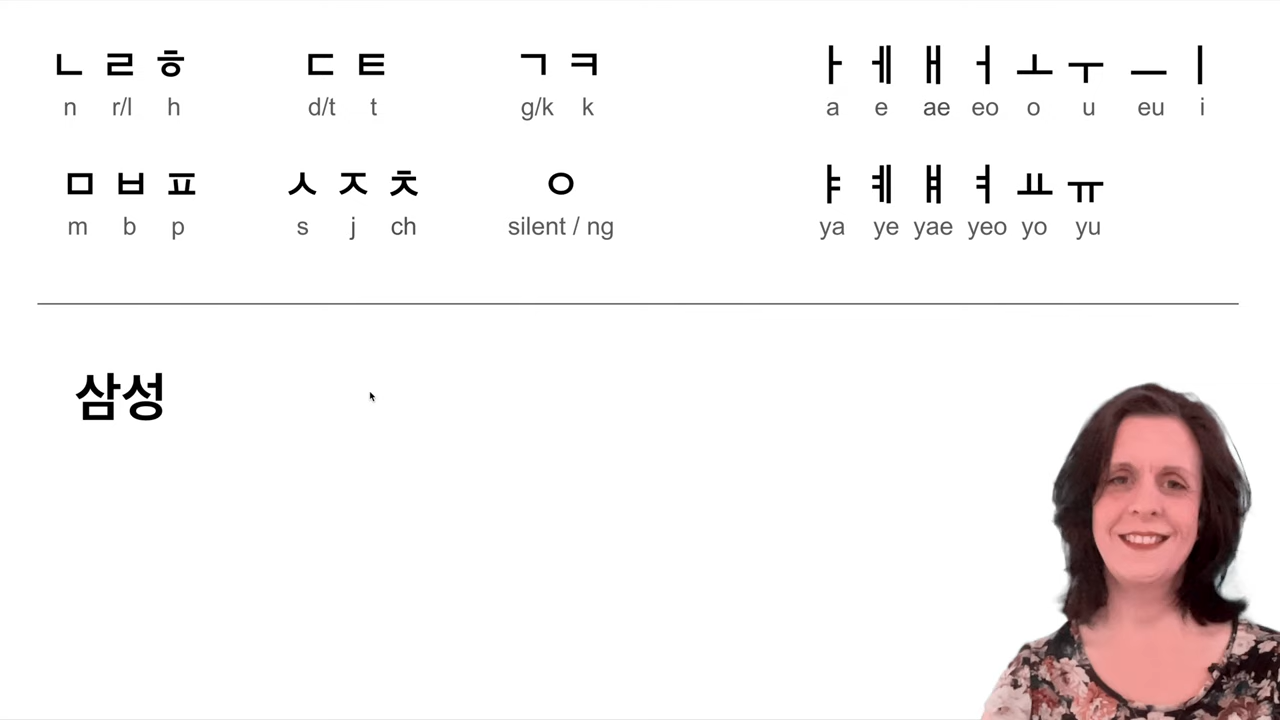 ㄴ ㄹ ㅎ ㄷ ㅌ ㄱ ㅋ ㅏ ㅔ ㅐ ㅓ ㅗ ㅜ ㅡ ㅣ
n r/l h d/t t g/k k a e ae eo o u eu i
ㅁ ㅂ ㅍ ㅅ ㅈ ㅊ ㅇ ㅑ ㅖ ㅒ ㅕ ㅛ ㅠ
m b p s j ch silent / ng ya ye yae yeo yo yu
삼성